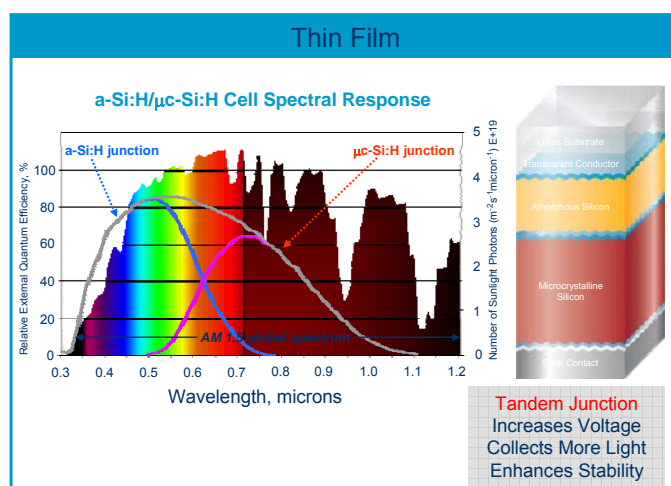 Thin Film
a-Si:H/μc-Si:H Cell Spectral Response
a-Si:H junction
μc-Si:H junction
Relative External Quantum Efficiency, %
100
80
60
40
20
0
Number of Sunlight Photons (m⁻²s⁻¹micron⁻¹) E+19
5
4
3
2
1
0
AM 1.5 global spectrum
0.3 0.4 0.5 0.6 0.7 0.8 0.9 1.0 1.1 1.2
Wavelength, microns
Glass Substrate
Transparent Conductor
Amorphous Silicon
Microcrystalline
Silicon
Back Contact
Tandem Junction
Increases Voltage
Collects More Light
Enhances Stability